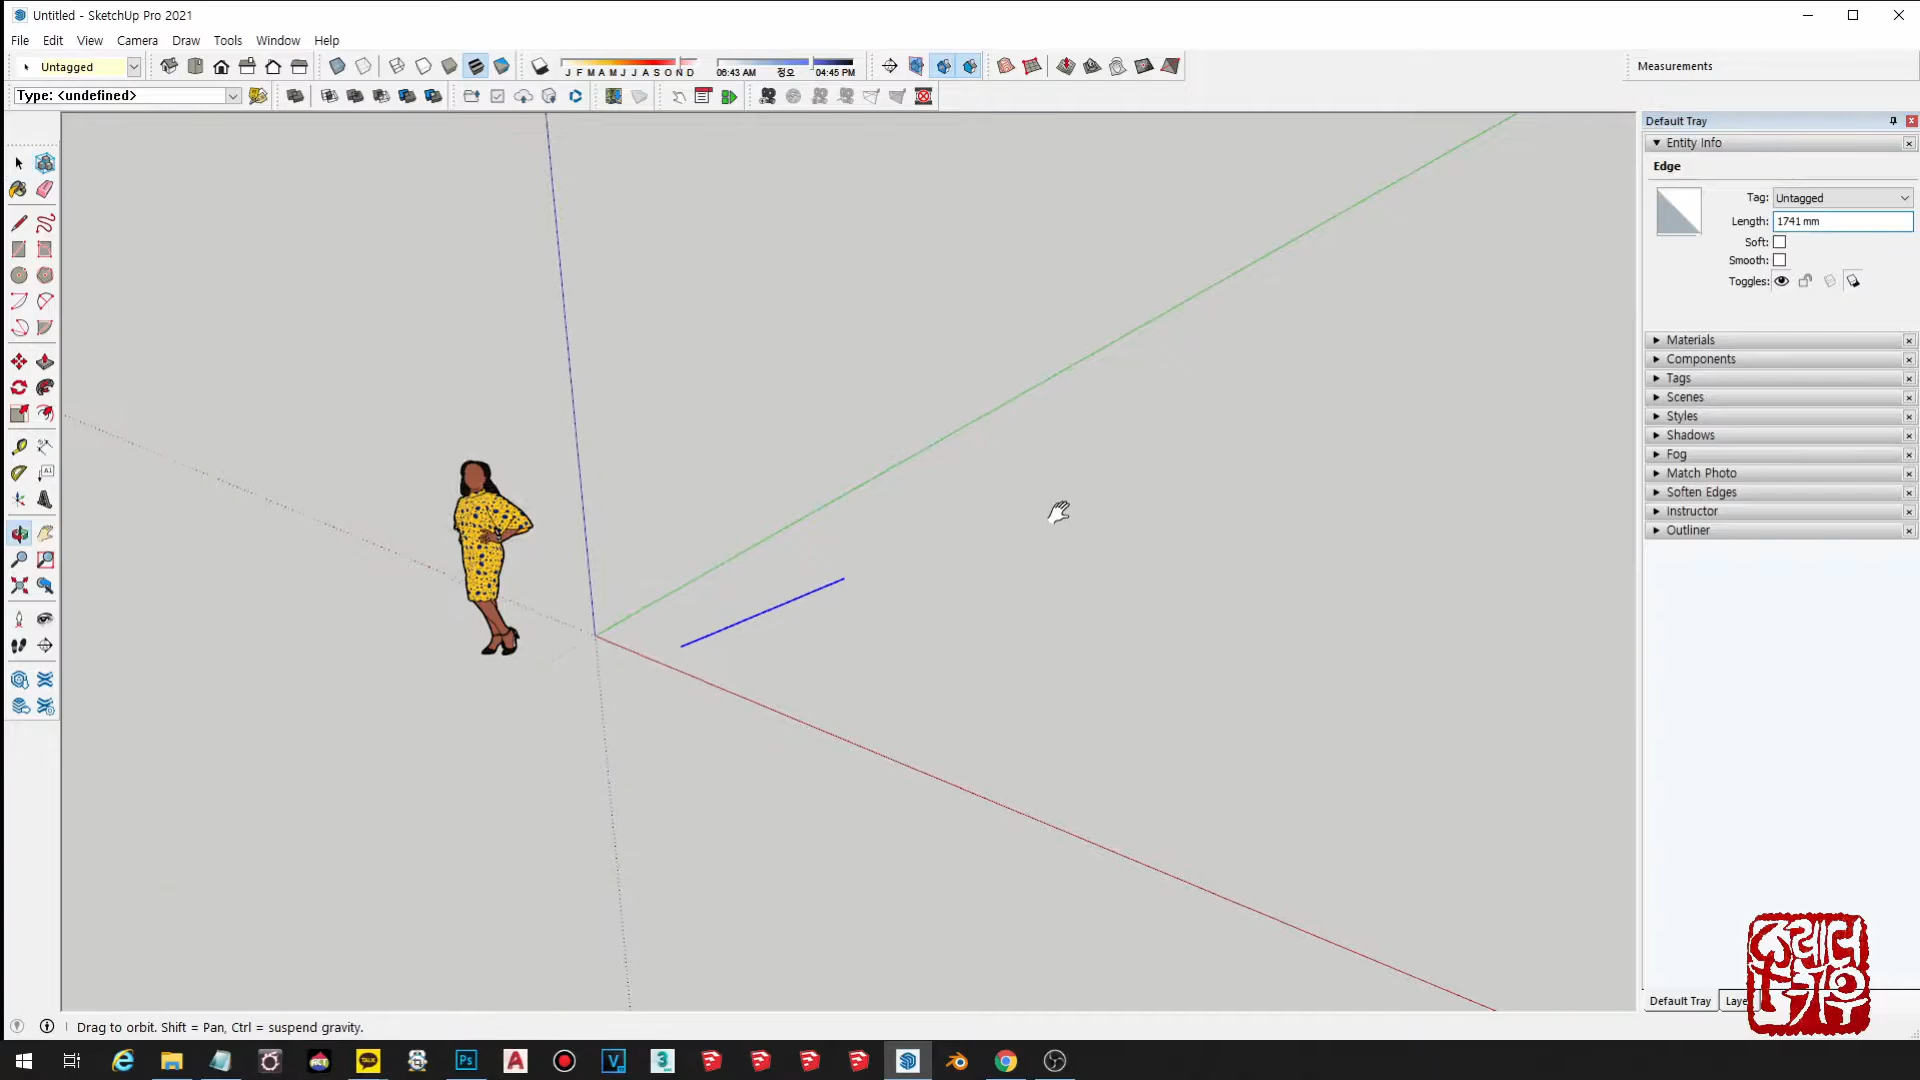 Untitled - SketchUp Pro 2021
File Edit View Camera Draw Tools Window Help
Untagged
J F M A M J J A S O N D
06:43 AM 정오 04:45 PM
Measurements
Type: <undefined>
Default Tray
Entity Info
Edge
Tag: Untagged
Length: 1741 mm
Soft:
Smooth:
Toggles:
Materials
Components
Tags
Scenes
Styles
Shadows
Fog
Match Photo
Soften Edges
Instructor
Outliner
Default Tray
Drag to orbit. Shift = Pan, Ctrl = suspend gravity.